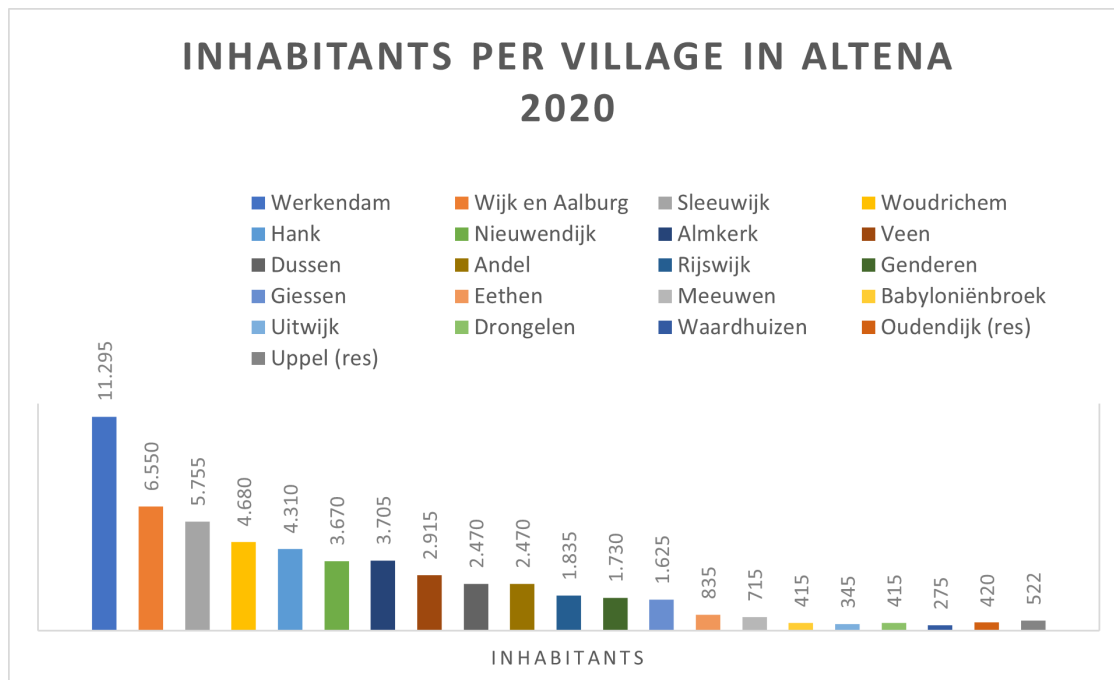 INHABITANTS PER VILLAGE IN ALTENA
2020
Werkendam Wijk en Aalburg Sleeuwijk Woudrichem
Hank Nieuwendijk Almkerk Veen
Dussen Andel Rijswijk Genderen
Giessen Eethen Meeuwen Babyloniënbroek
Uitwijk Drongelen Waardhuizen Oudendijk (res)
Uppel (res)
11.295
6.550
5.755
4.680
4.310
3.670
3.705
2.915
2.470
2.470
1.835
1.730
1.625
835
715
415
345
415
275
420
522
INHABITANTS